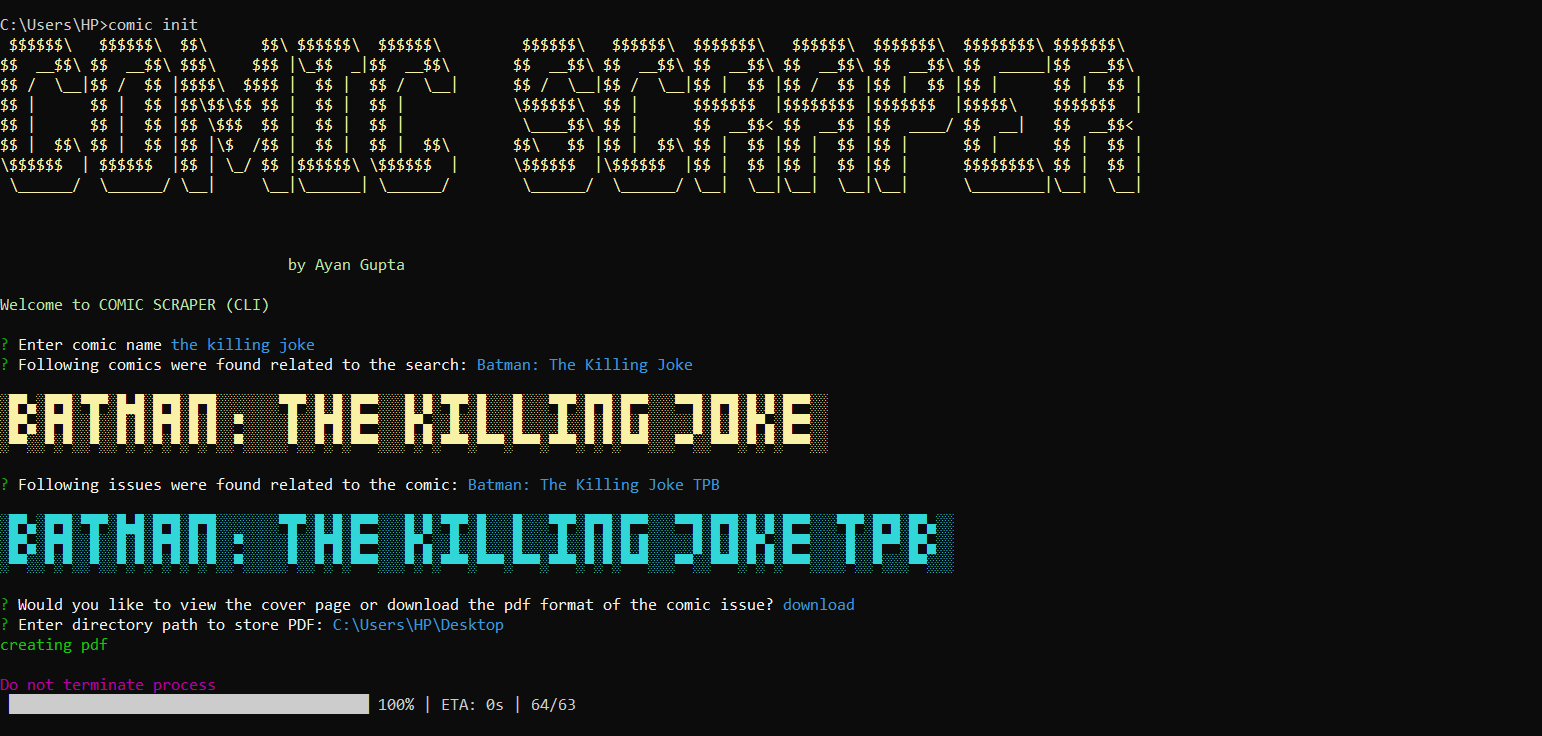 C:\Users\HP>comic init
COMIC SCRAPER
by Ayan Gupta
Welcome to COMIC SCRAPER (CLI)
? Enter comic name the killing joke
? Following comics were found related to the search: Batman: The Killing Joke
BATMAN: THE KILLING JOKE
? Following issues were found related to the comic: Batman: The Killing Joke TPB
BATMAN: THE KILLING JOKE TPB
? Would you like to view the cover page or download the pdf format of the comic issue? download
? Enter directory path to store PDF: C:\Users\HP\Desktop
creating pdf
Do not terminate process
100% | ETA: 0s | 64/63